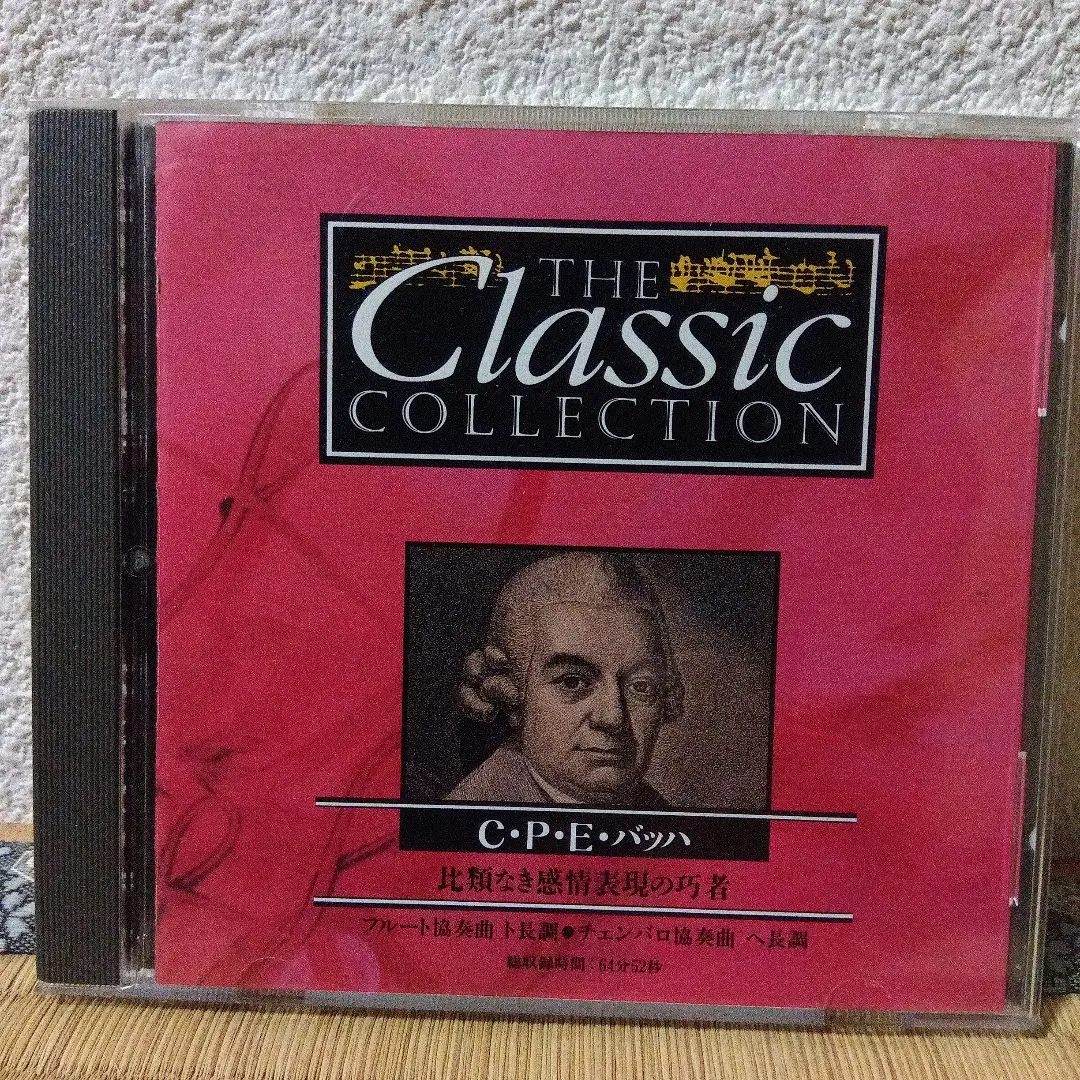 THE
Classic
COLLECTION
C・P・E・バッハ
比類なき感情表現の巧者
フルート協奏曲 ト長調●チェンバロ協奏曲 ヘ長調
総収録時間：64分52秒